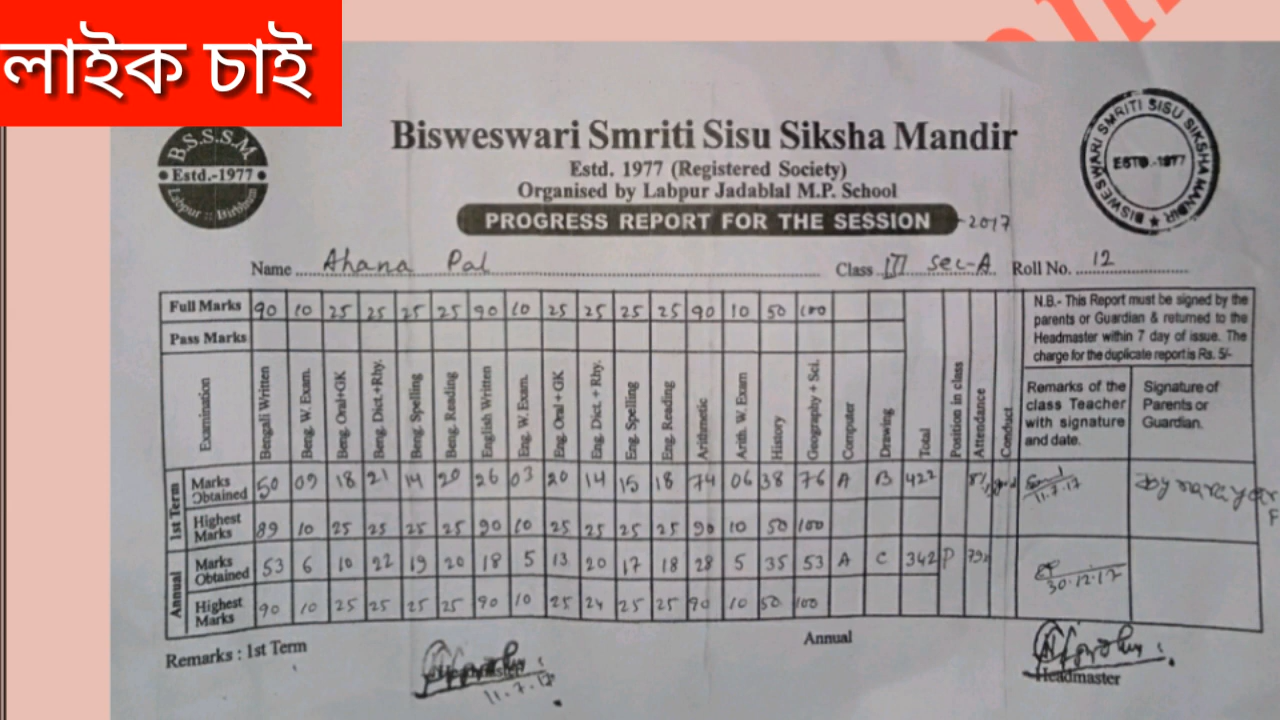 লাইক চাই
B.S.S.S.M
Estd.-1977
Labpur :: Birbhum
Bisweswari Smriti Sisu Siksha Mandir
Estd. 1977 (Registered Society)
Organised by Labpur Jadablal M.P. School
PROGRESS REPORT FOR THE SESSION - 2017
BISWESWARI SMRITI SISU SIKSHA MANDIR
ESTD.-1977
Name Ahana Pal Class III Sec-A Roll No. 12
Full Marks 90 10 25 25 25 25 90 10 25 25 25 25 90 10 50 100
Pass Marks
N.B.- This Report must be signed by the
parents or Guardian & returned to the
Headmaster within 7 day of issue. The
charge for the duplicate report is Rs. 5/-
Examination Bengali Written Beng. W. Exam. Beng. Oral+GK Beng. Dict.+Rhy. Beng. Spelling Beng. Reading English Written Eng. W. Exam. Eng. Oral + GK Eng. Dict. + Rhy. Eng. Spelling Eng. Reading Arithmetic Arith. W. Exam History Geography + Sci. Computer Drawing Total Position in class Attendance Conduct
Remarks of the
class Teacher
with signature
and date.
Signature of
Parents or
Guardian.
1st Term
Marks Obtained 50 09 18 21 14 20 26 03 20 14 15 18 74 06 38 76 A B 422
11.7.17
Highest Marks 89 10 25 25 25 25 90 10 25 25 25 25 90 10 50 100
Annual
Marks Obtained 53 6 10 22 19 20 18 5 13 20 17 18 28 5 35 53 A C 342 P
30.12.17
Highest Marks 90 10 25 25 25 25 90 10 25 24 25 25 90 10 50 100
Remarks : 1st Term
Annual
Headmaster
11.7.17
Headmaster